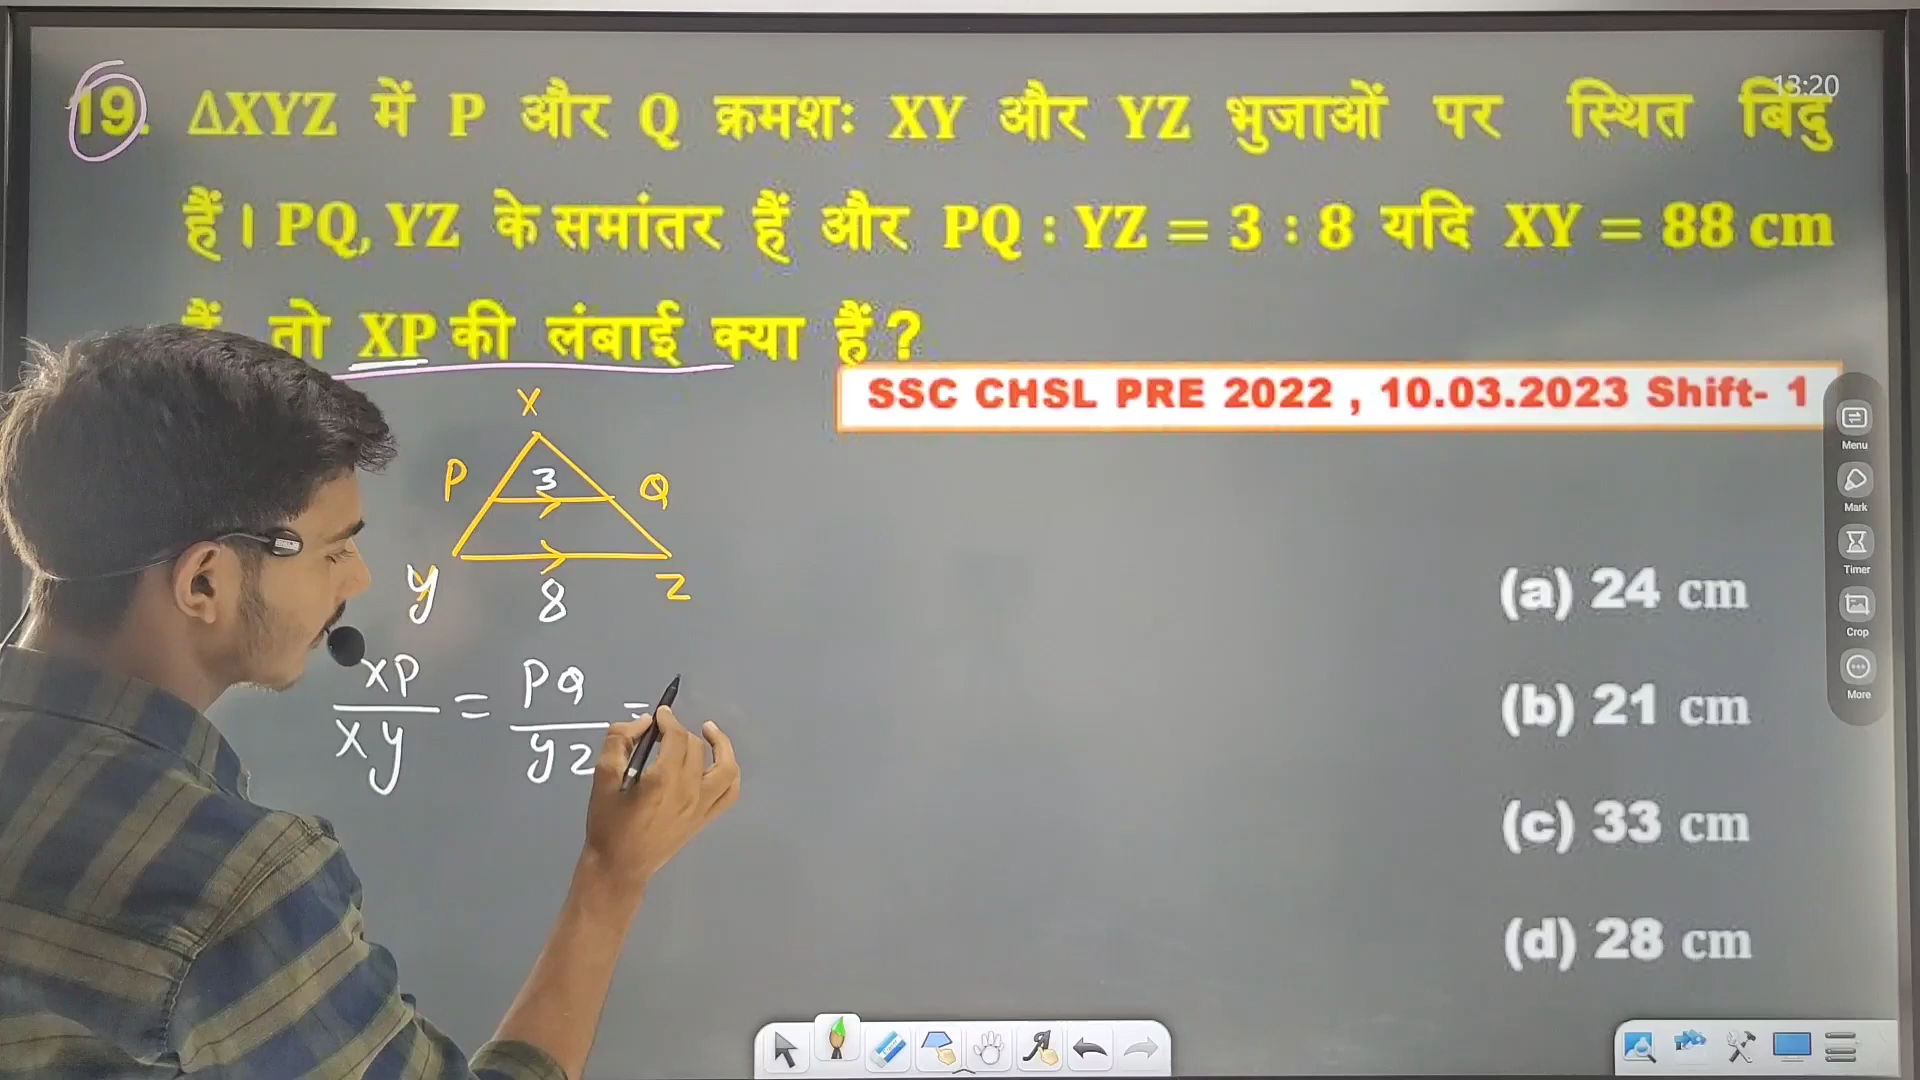 13:20
19. ΔXYZ में P और Q क्रमशः XY और YZ भुजाओं पर स्थित बिंदु
हैं। PQ, YZ के समांतर हैं और PQ : YZ = 3 : 8 यदि XY = 88 cm
हैं तो XP की लंबाई क्या हैं ?
SSC CHSL PRE 2022 , 10.03.2023 Shift- 1
X
P 3 Q
y 8 Z
XP/XY = PQ/YZ =
(a) 24 cm
(b) 21 cm
(c) 33 cm
(d) 28 cm
Menu
Mark
Timer
Crop
More